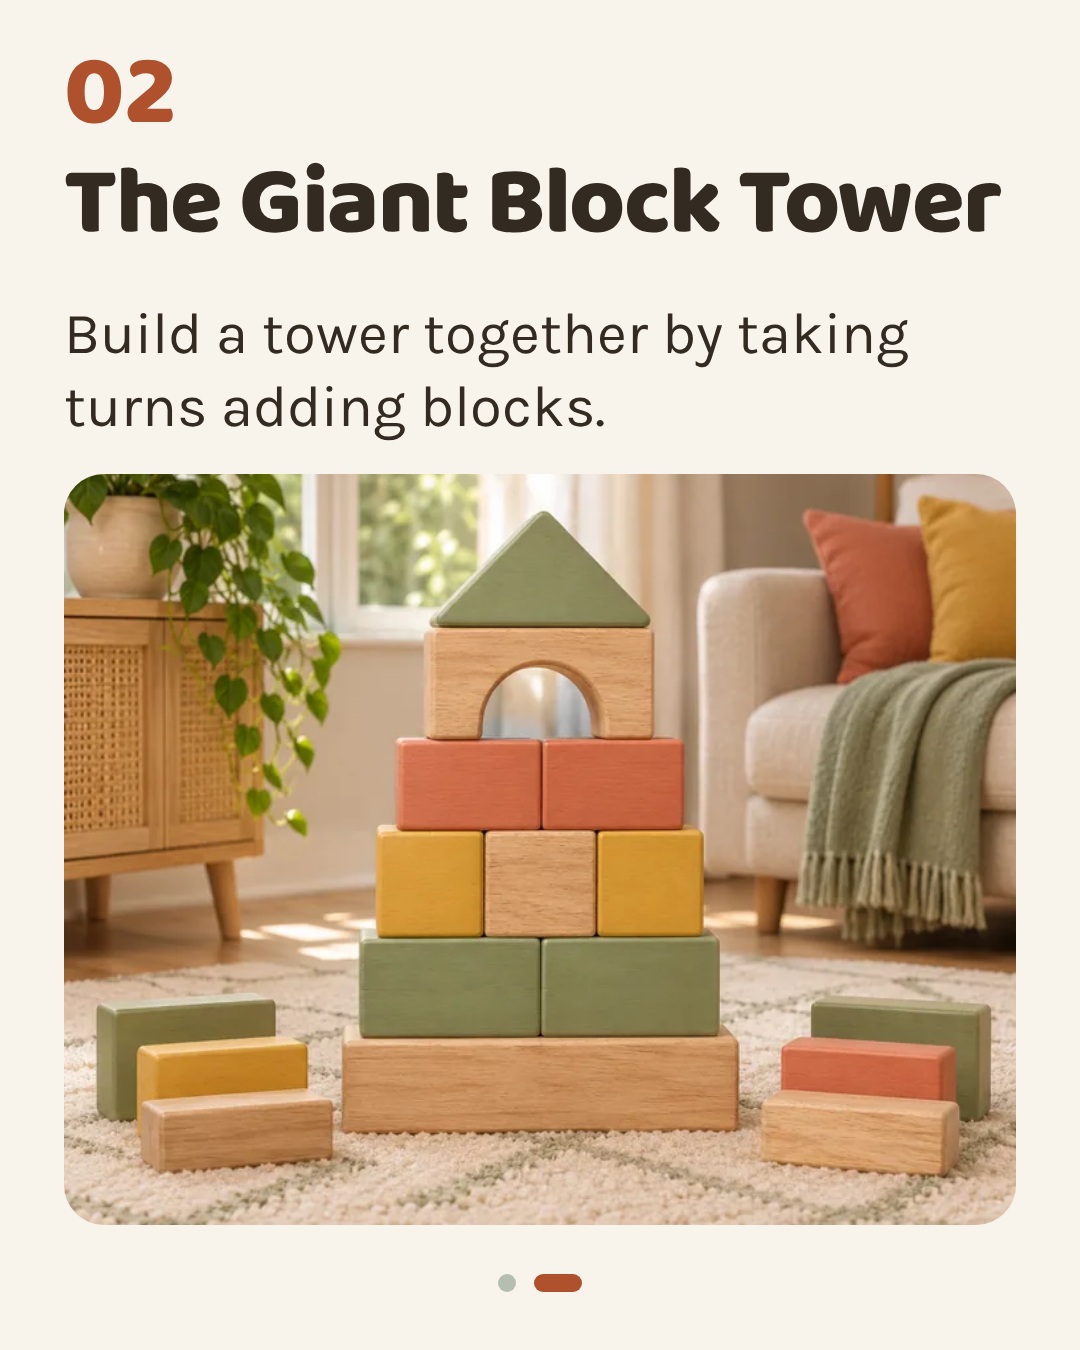 02
The Giant Block Tower
Build a tower together by taking
turns adding blocks.